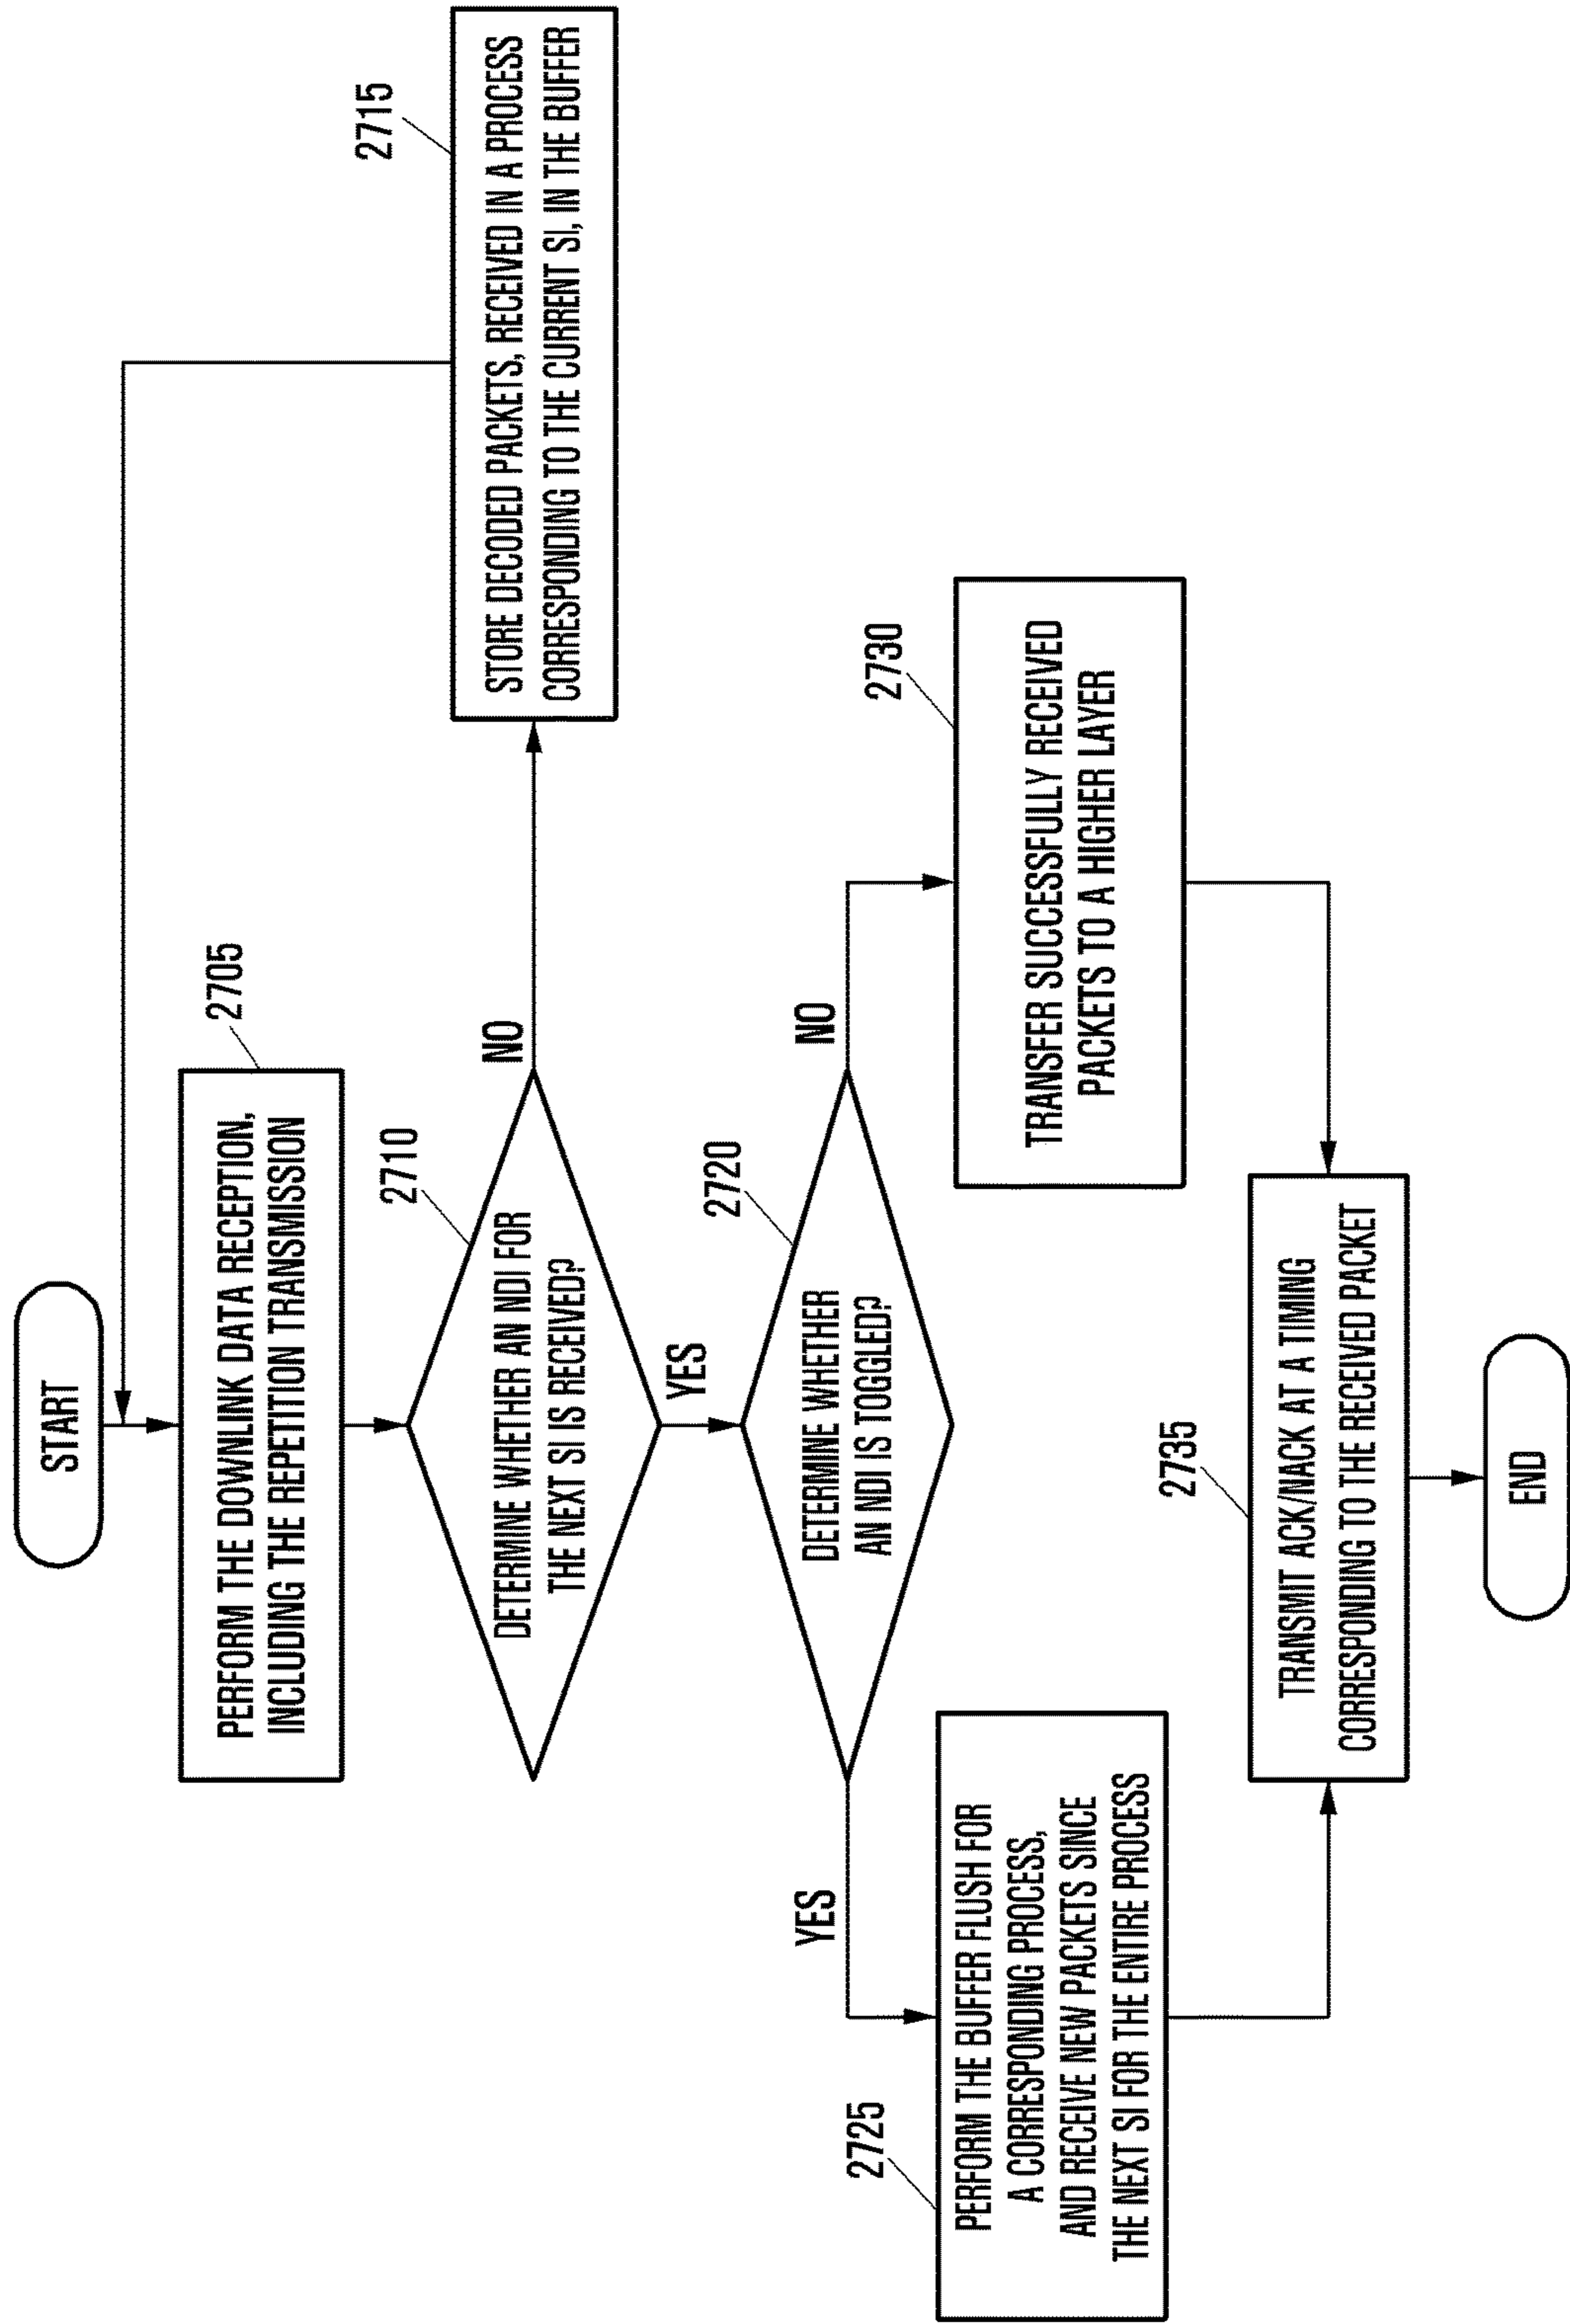 START
2705
PERFORM THE DOWNLINK DATA RECEPTION,
INCLUDING THE REPETITION TRANSMISSION
2710
DETERMINE WHETHER AN NDI FOR
THE NEXT SI IS RECEIVED?
NO
2715
STORE DECODED PACKETS, RECEIVED IN A PROCESS
CORRESPONDING TO THE CURRENT SI, IN THE BUFFER
YES
2720
DETERMINE WHETHER
AN NDI IS TOGGLED?
YES
NO
2725
PERFORM THE BUFFER FLUSH FOR
A CORRESPONDING PROCESS,
AND RECEIVE NEW PACKETS SINCE
THE NEXT SI FOR THE ENTIRE PROCESS
2730
TRANSFER SUCCESSFULLY RECEIVED
PACKETS TO A HIGHER LAYER
2735
TRANSMIT ACK/NACK AT A TIMING
CORRESPONDING TO THE RECEIVED PACKET
END